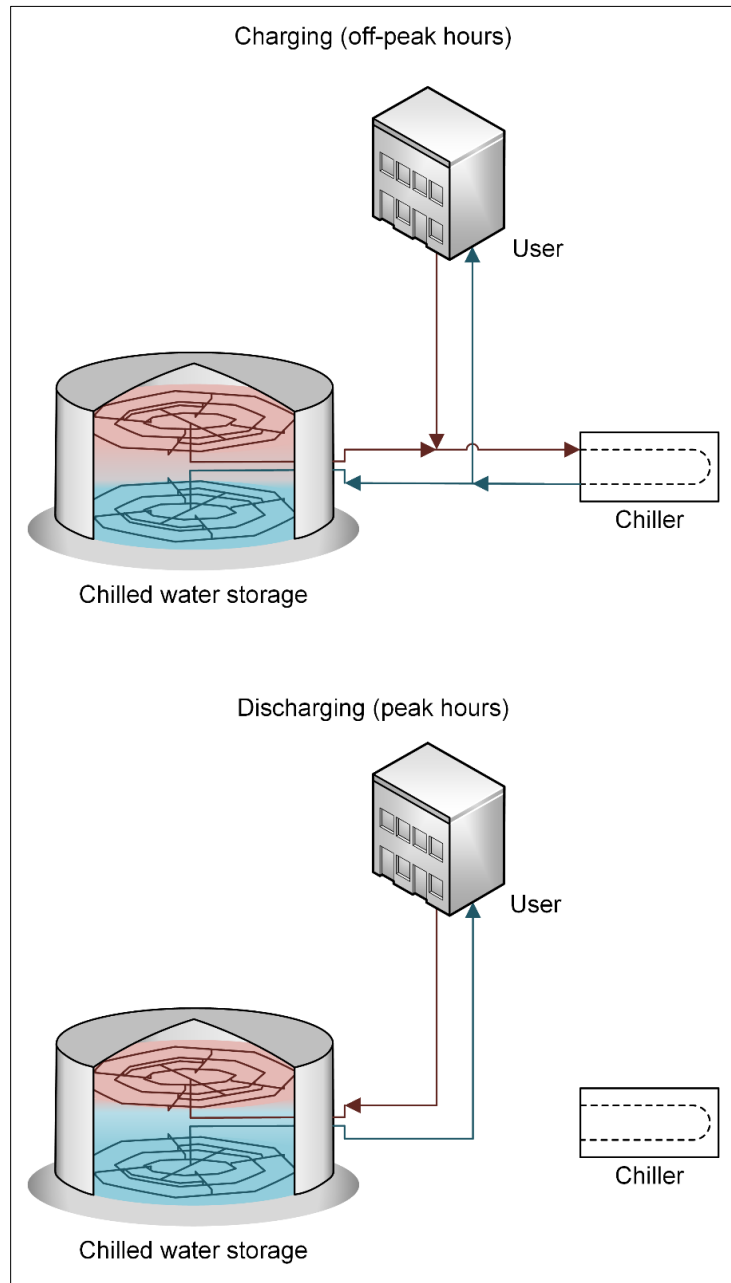 Charging (off-peak hours)
User
Chiller
Chilled water storage
Discharging (peak hours)
User
Chiller
Chilled water storage